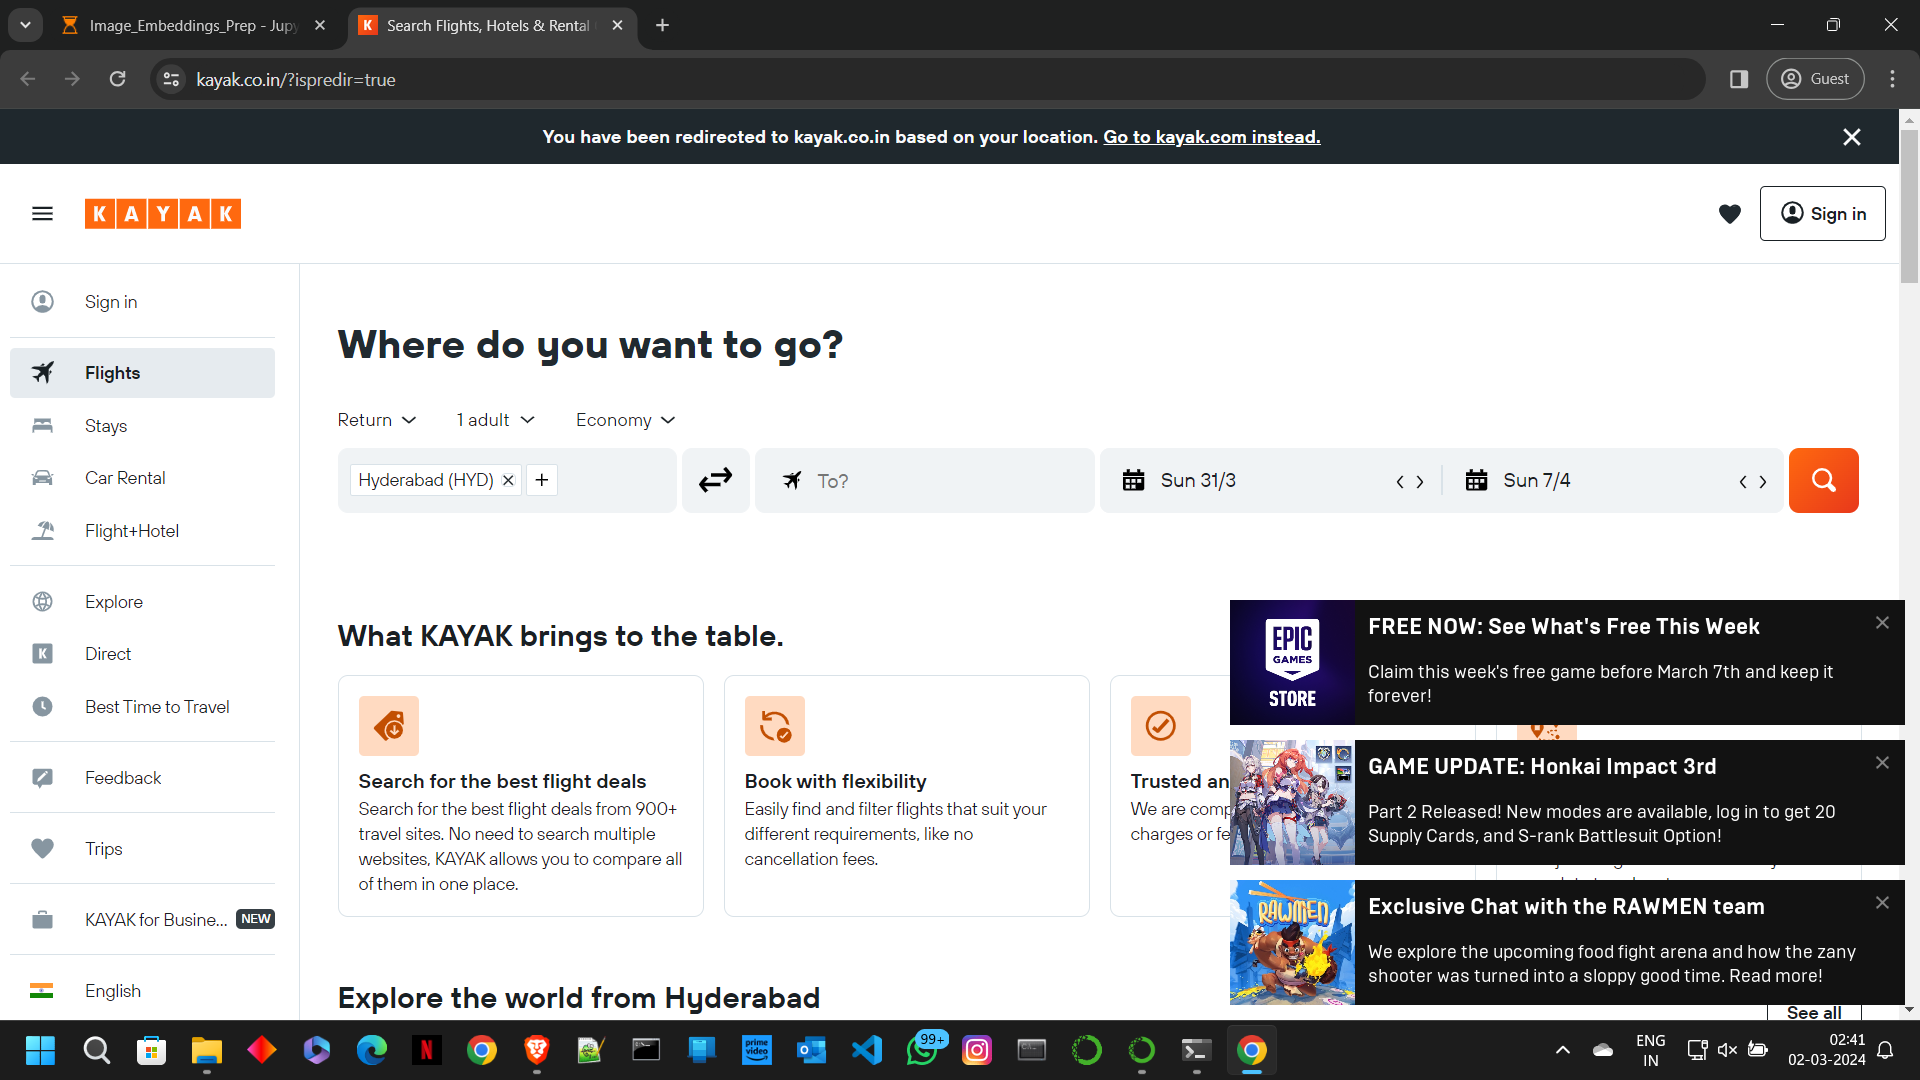 Image_Embeddings_Prep - Jupy
Search Flights, Hotels & Rental
kayak.co.in/?ispredir=true
Guest
You have been redirected to kayak.co.in based on your location. Go to kayak.com instead.
KAYAK
Sign in
Sign in
Flights
Stays
Car Rental
Flight+Hotel
Explore
Direct
Best Time to Travel
Feedback
Trips
KAYAK for Busine... NEW
English
Where do you want to go?
Return
1 adult
Economy
Hyderabad (HYD)
To?
Sun 31/3
Sun 7/4
What KAYAK brings to the table.
Search for the best flight deals
Search for the best flight deals from 900+
travel sites. No need to search multiple
websites, KAYAK allows you to compare all
of them in one place.
Book with flexibility
Easily find and filter flights that suit your
different requirements, like no
cancellation fees.
Trusted an
We are comp
charges or fe
Explore the world from Hyderabad
See all
EPIC
GAMES
STORE
FREE NOW: See What's Free This Week
Claim this week's free game before March 7th and keep it
forever!
GAME UPDATE: Honkai Impact 3rd
Part 2 Released! New modes are available, log in to get 20
Supply Cards, and S-rank Battlesuit Option!
RAWMEN
Exclusive Chat with the RAWMEN team
We explore the upcoming food fight arena and how the zany
shooter was turned into a sloppy good time. Read more!
prime
video
99+
ENG
IN
02:41
02-03-2024